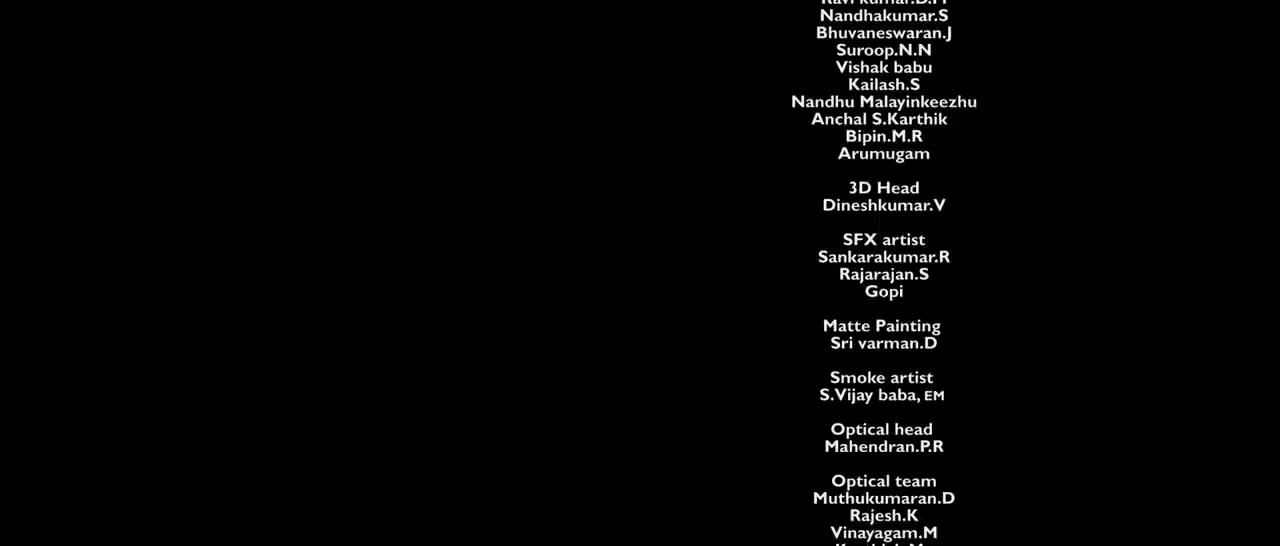 Nandhakumar.S
Bhuvaneswaran.J
Suroop.N.N
Vishak babu
Kailash.S
Nandhu Malayinkeezhu
Anchal S.Karthik
Bipin.M.R
Arumugam
3D Head
Dineshkumar.V
SFX artist
Sankarakumar.R
Rajarajan.S
Gopi
Matte Painting
Sri varman.D
Smoke artist
S.Vijay baba, EM
Optical head
Mahendran.P.R
Optical team
Muthukumaran.D
Rajesh.K
Vinayagam.M